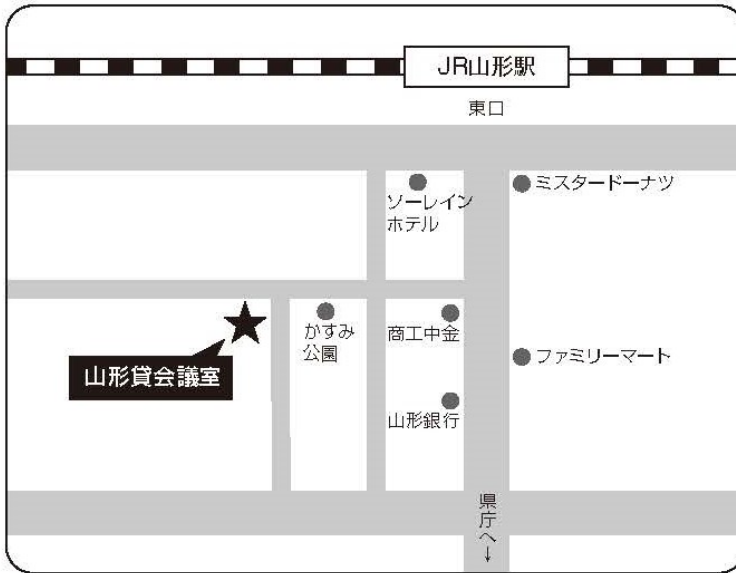 JR山形駅
東口
ソーレイン
ホテル
ミスタードーナツ
かすみ
公園
商工中金
山形貸会議室
ファミリーマート
山形銀行
県庁へ↓